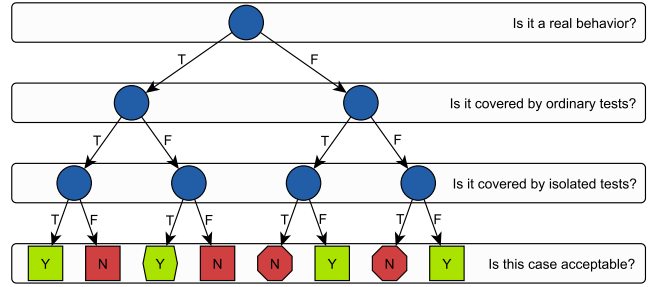 Is it a real behavior?
T F
Is it covered by ordinary tests?
T F T F
Is it covered by isolated tests?
T F T F T F T F
Y N Y N N Y N Y Is this case acceptable?